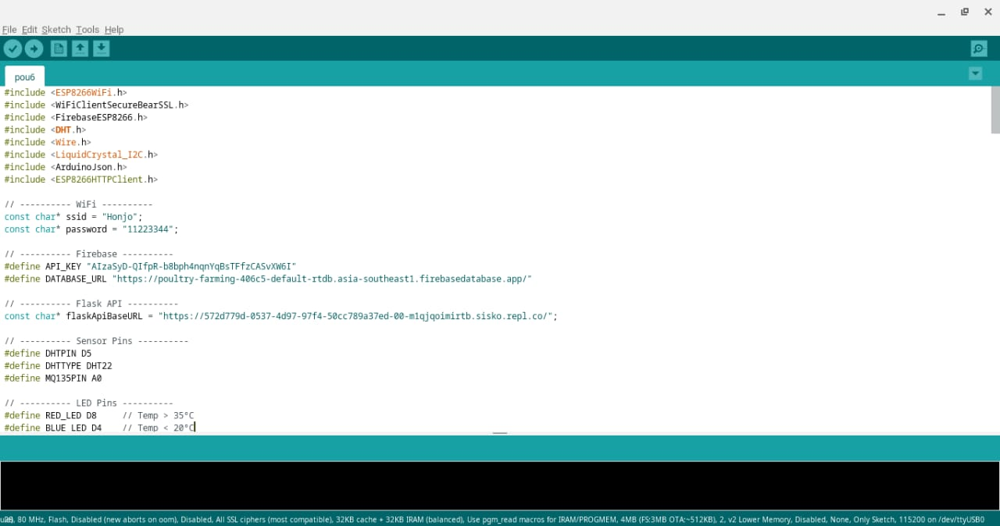 File Edit Sketch Tools Help
pou6
#include <ESP8266WiFi.h>
#include <WiFiClientSecureBearSSL.h>
#include <FirebaseESP8266.h>
#include <DHT.h>
#include <Wire.h>
#include <LiquidCrystal_I2C.h>
#include <ArduinoJson.h>
#include <ESP8266HTTPClient.h>
// ---------- WiFi ----------
const char* ssid = "Honjo";
const char* password = "11223344";
// ---------- Firebase ----------
#define API_KEY "AIzaSyD-QIfpR-b8bph4nqnYqBsTFfzCASvXW6I"
#define DATABASE_URL "https://poultry-farming-406c5-default-rtdb.asia-southeast1.firebasedatabase.app/"
// ---------- Flask API ----------
const char* flaskApiBaseURL = "https://572d779d-0537-4d97-97f4-50cc789a37ed-00-m1qjqoimirtb.sisko.repl.co/";
// ---------- Sensor Pins ----------
#define DHTPIN D5
#define DHTTYPE DHT22
#define MQ135PIN A0
// ---------- LED Pins ----------
#define RED_LED D8     // Temp > 35°C
#define BLUE_LED D4    // Temp < 20°C
80 MHz, Flash, Disabled (new aborts on oom), Disabled, All SSL ciphers (most compatible), 32KB cache + 32KB IRAM (balanced), Use pgm_read macros for IRAM/PROGMEM, 4MB (FS:3MB OTA:~512KB), 2, v2 Lower Memory, Disabled, None, Only Sketch, 115200 on /dev/ttyUSB0